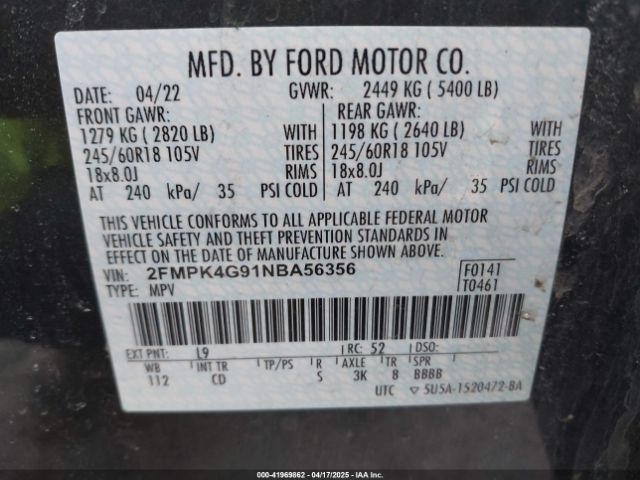 MFD. BY FORD MOTOR CO.
DATE: 04/22 GVWR: 2449 KG ( 5400 LB)
FRONT GAWR: REAR GAWR:
1279 KG ( 2820 LB) WITH 1198 KG ( 2640 LB) WITH
245/60R18 105V TIRES 245/60R18 105V TIRES
18x8.0J RIMS 18x8.0J RIMS
AT 240 kPa/ 35 PSI COLD AT 240 kPa/ 35 PSI COLD
THIS VEHICLE CONFORMS TO ALL APPLICABLE FEDERAL MOTOR
VEHICLE SAFETY AND THEFT PREVENTION STANDARDS IN
EFFECT ON THE DATE OF MANUFACTURE SHOWN ABOVE.
VIN: 2FMPK4G91NBA56356 F0141
TYPE: MPV T0461
EXT PNT: L9 RC: 52 DSO:
WB INT TR TP/PS R AXLE TR SPR
112 CD S 3K 8 BBBB
UTC ▽ 5U5A-1520472-BA
000-41969862 - 04/17/2025 - IAAI.COM